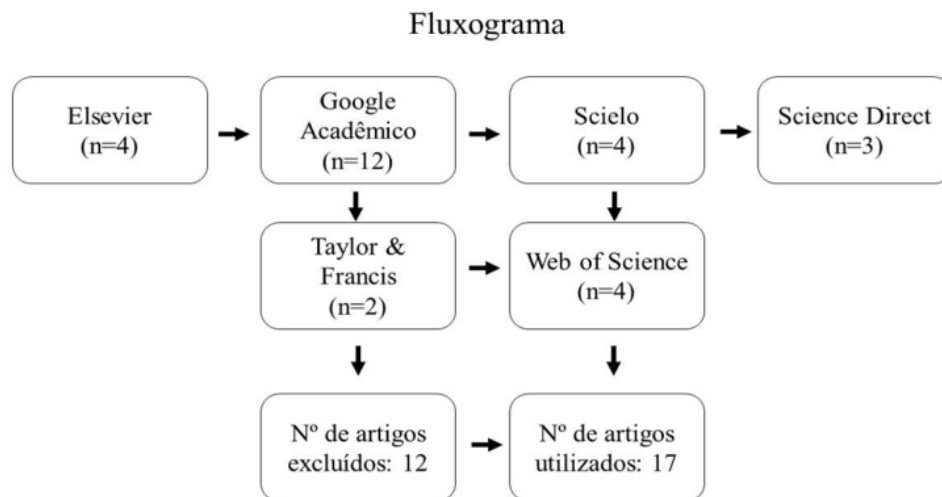 Fluxograma
Elsevier
(n=4)
Google
Acadêmico
(n=12)
Scielo
(n=4)
Science Direct
(n=3)
Taylor &
Francis
(n=2)
Web of Science
(n=4)
Nº de artigos
excluídos: 12
Nº de artigos
utilizados: 17